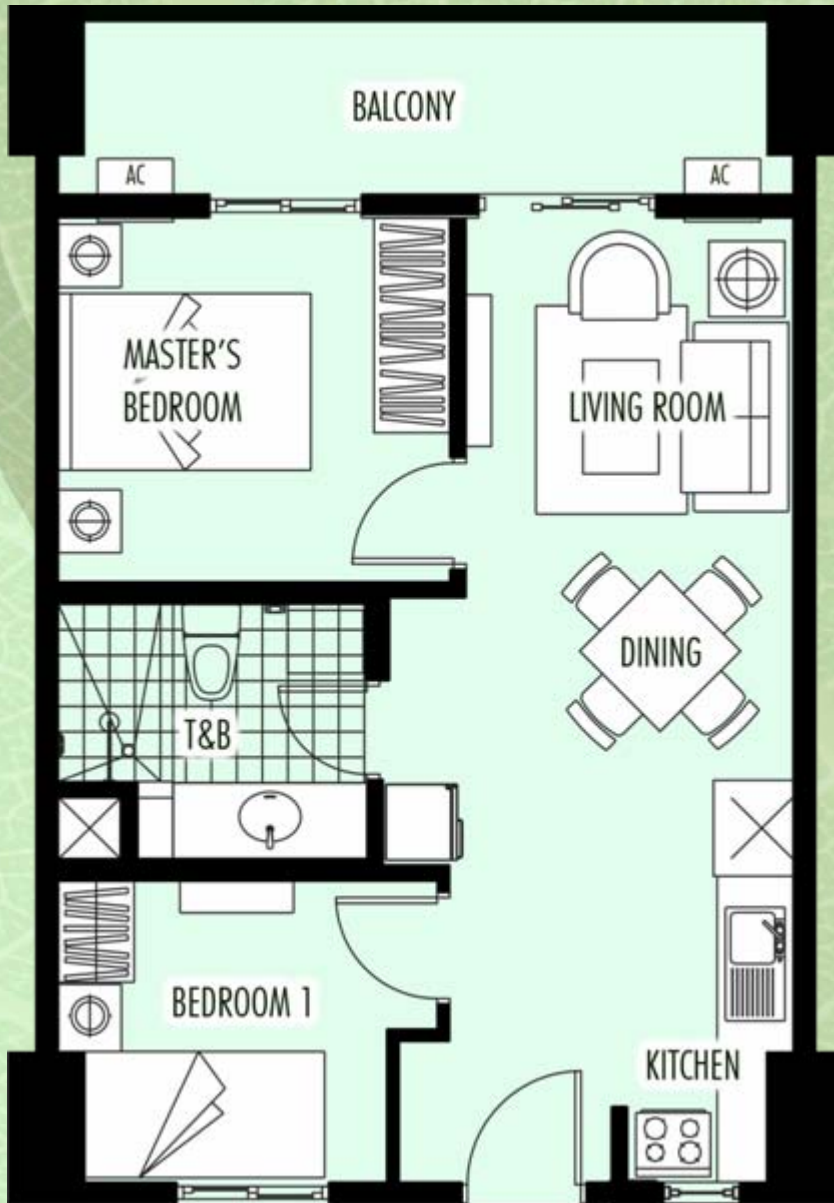 BALCONY
AC
AC
MASTER'S
BEDROOM
LIVING ROOM
DINING
T&B
BEDROOM 1
KITCHEN